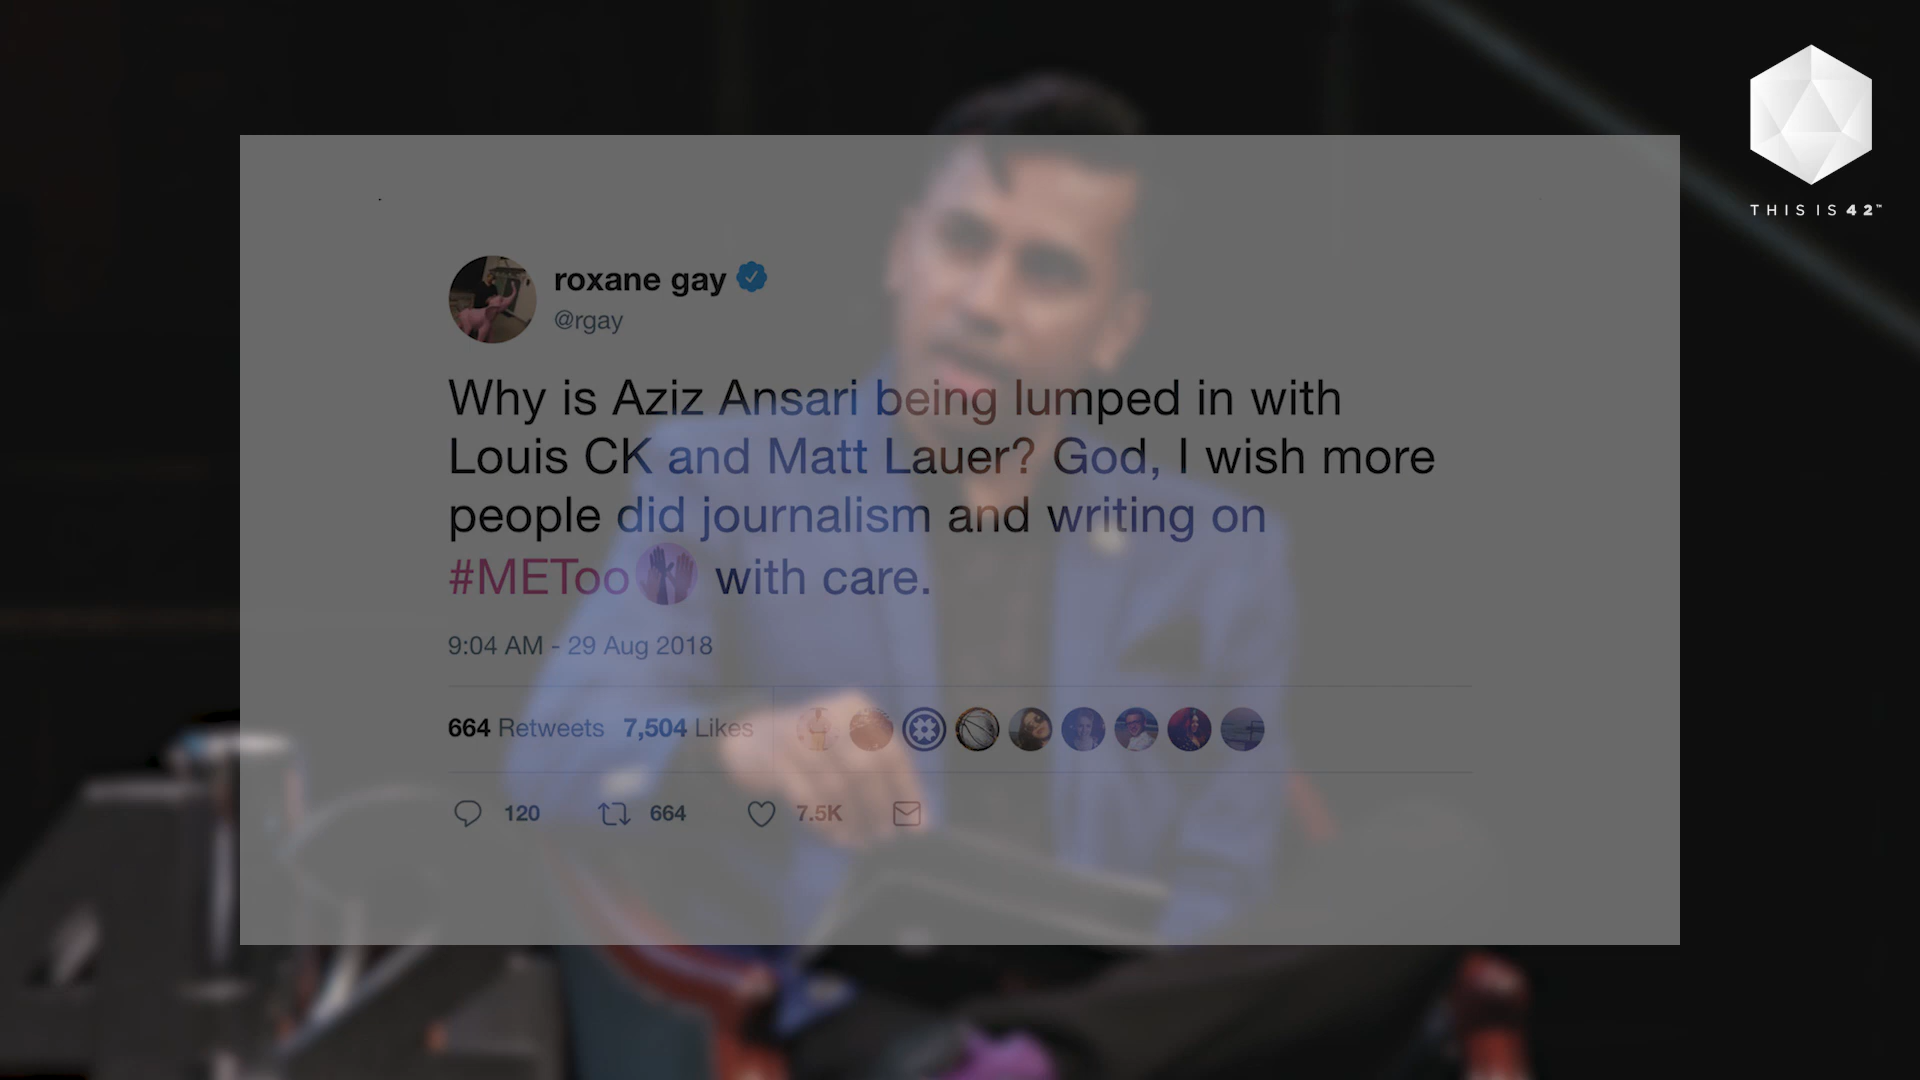 THIS IS 42™
roxane gay
@rgay
Why is Aziz Ansari being lumped in with
Louis CK and Matt Lauer? God, I wish more
people did journalism and writing on
#METoo with care.
9:04 AM - 29 Aug 2018
664 Retweets 7,504 Likes
120 664 7.5K